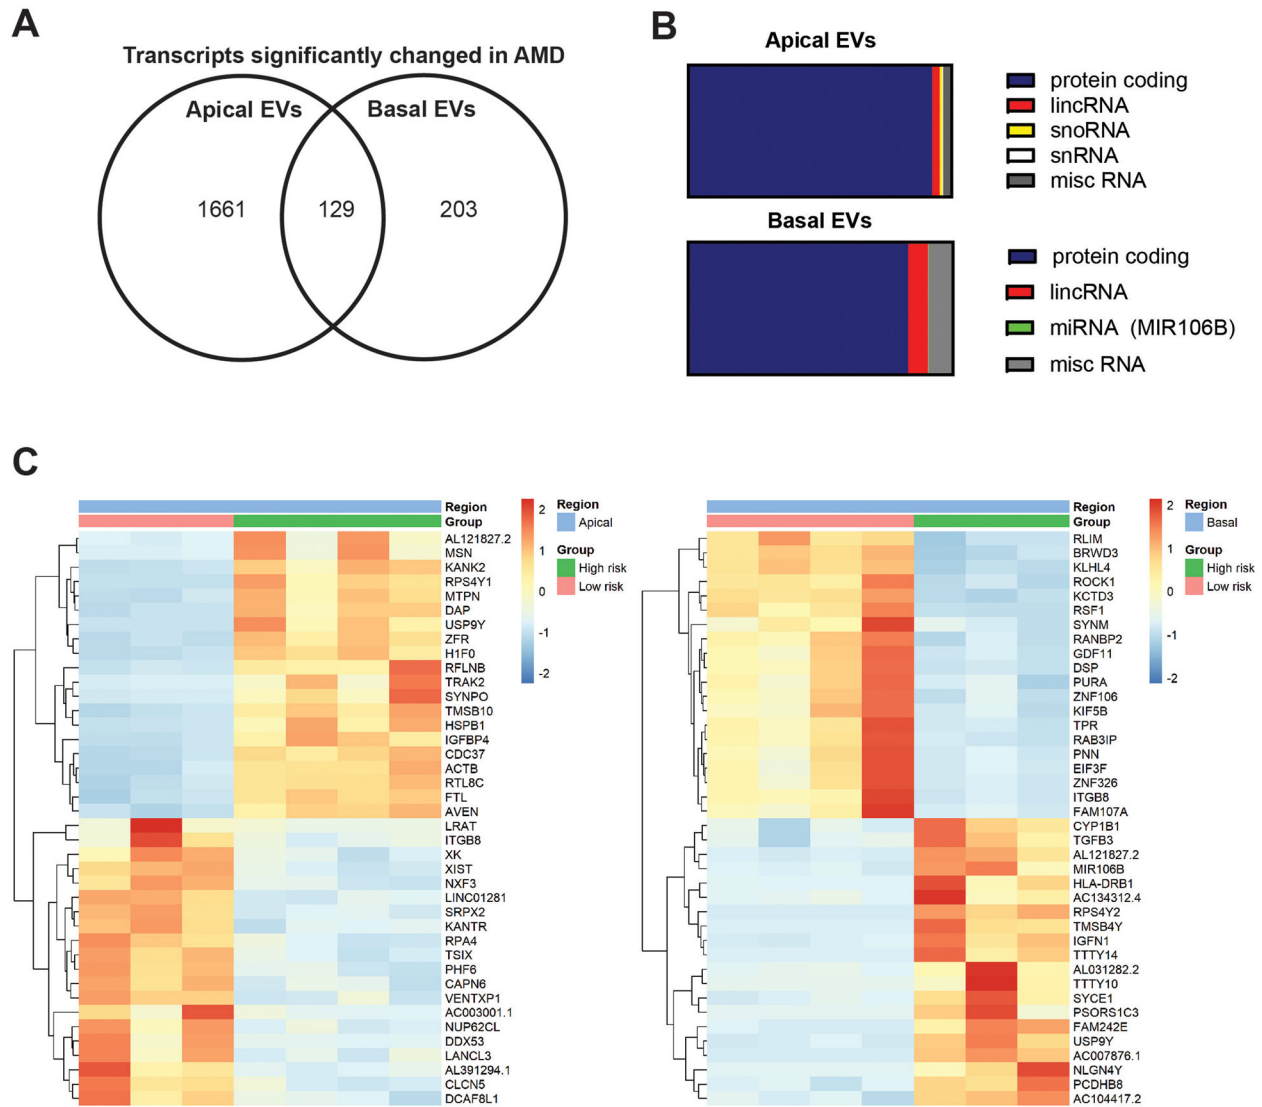 A
Transcripts significantly changed in AMD
Apical EVs
Basal EVs
1661
129
203
B
Apical EVs
protein coding
lincRNA
snoRNA
snRNA
misc RNA
Basal EVs
protein coding
lincRNA
miRNA (MIR106B)
misc RNA
C
Region
Group
AL121827.2
MSN
KANK2
RPS4Y1
MTPN
DAP
USP9Y
ZFR
H1F0
RFLNB
TRAK2
SYNPO
TMSB10
HSPB1
IGFBP4
CDC37
ACTB
RTL8C
FTL
AVEN
LRAT
ITGB8
XK
XIST
NXF3
LINC01281
SRPX2
KANTR
RPA4
TSIX
PHF6
CAPN6
VENTXP1
AC003001.1
NUP62CL
DDX53
LANCL3
AL391294.1
CLCN5
DCAF8L1
2
1
0
-1
-2
Region
Apical
Group
High risk
Low risk
Region
Group
RLIM
BRWD3
KLHL4
ROCK1
KCTD3
RSF1
SYNM
RANBP2
GDF11
DSP
PURA
ZNF106
KIF5B
TPR
RAB3IP
PNN
EIF3F
ZNF326
ITGB8
FAM107A
CYP1B1
TGFB3
AL121827.2
MIR106B
HLA-DRB1
AC134312.4
RPS4Y2
TMSB4Y
IGFN1
TTTY14
AL031282.2
TTTY10
SYCE1
PSORS1C3
FAM242E
USP9Y
AC007876.1
NLGN4Y
PCDHB8
AC104417.2
2
1
0
-1
-2
Region
Basal
Group
High risk
Low risk